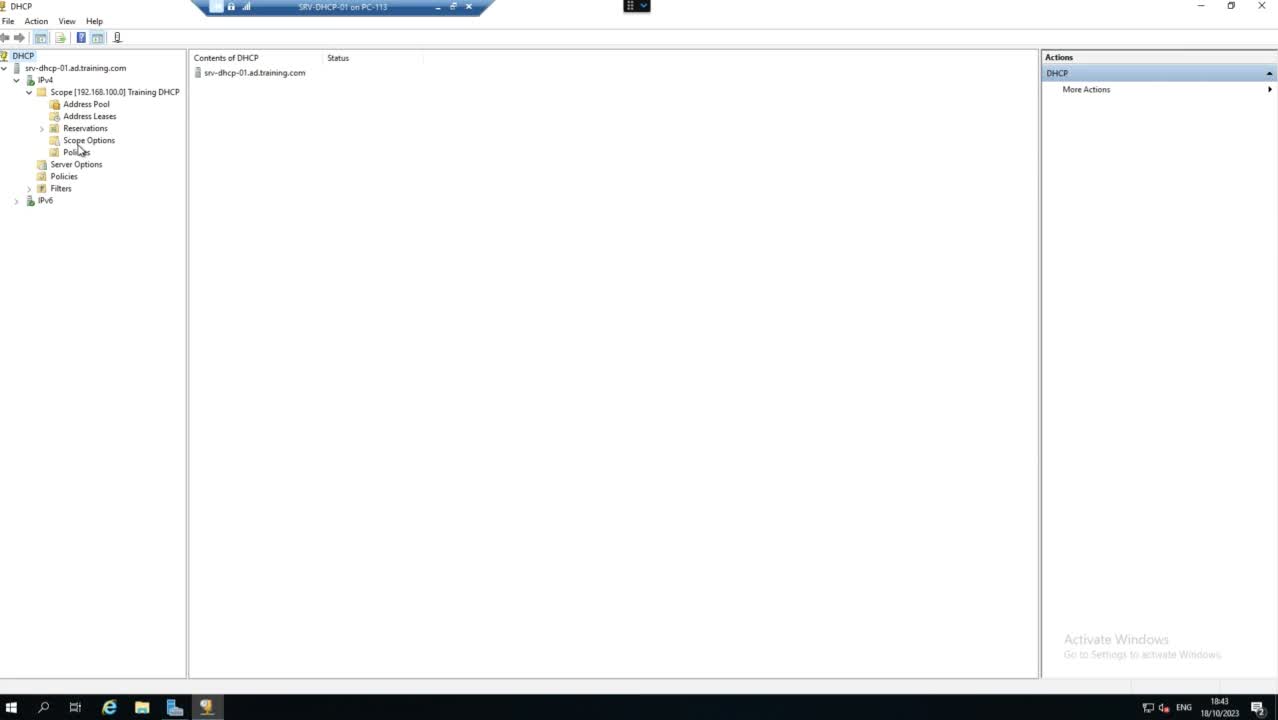 DHCP
SRV-DHCP-01 on PC-113
File Action View Help
DHCP
srv-dhcp-01.ad.training.com
IPv4
Scope [192.168.100.0] Training DHCP
Address Pool
Address Leases
Reservations
Scope Options
Policies
Server Options
Policies
Filters
IPv6
Contents of DHCP Status
srv-dhcp-01.ad.training.com
Actions
DHCP
More Actions
Activate Windows
Go to Settings to activate Windows.
ENG
18:43
18/10/2023
2